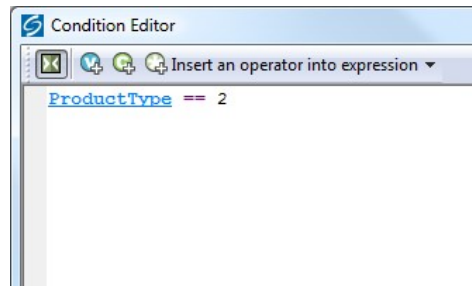 Condition Editor
Insert an operator into expression
ProductType == 2